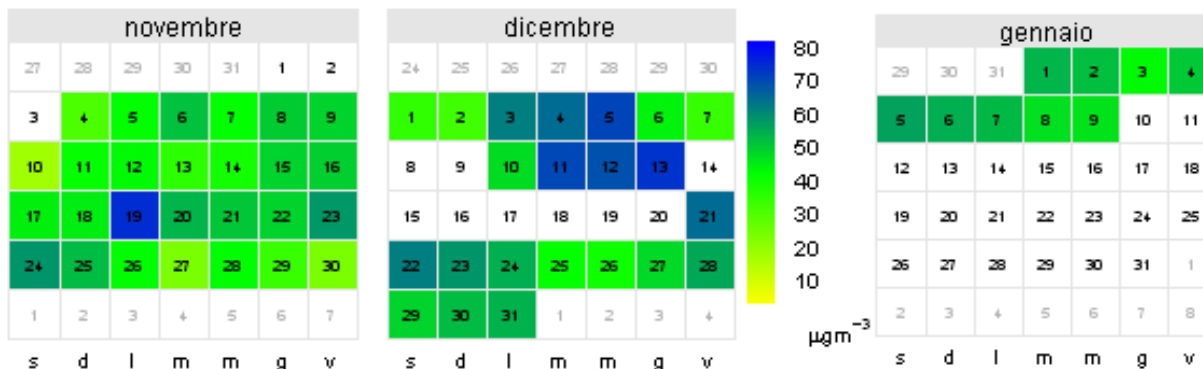 novembre
27 28 29 30 31 1 2
3 4 5 6 7 8 9
10 11 12 13 14 15 16
17 18 19 20 21 22 23
24 25 26 27 28 29 30
1 2 3 4 5 6 7
s d l m m g v
dicembre
24 25 26 27 28 29 30
1 2 3 4 5 6 7
8 9 10 11 12 13 14
15 16 17 18 19 20 21
22 23 24 25 26 27 28
29 30 31 1 2 3 4
s d l m m g v
80
70
60
50
40
30
20
10
µgm⁻³
gennaio
29 30 31 1 2 3 4
5 6 7 8 9 10 11
12 13 14 15 16 17 18
19 20 21 22 23 24 25
26 27 28 29 30 31 1
2 3 4 5 6 7 8
s d l m m g v